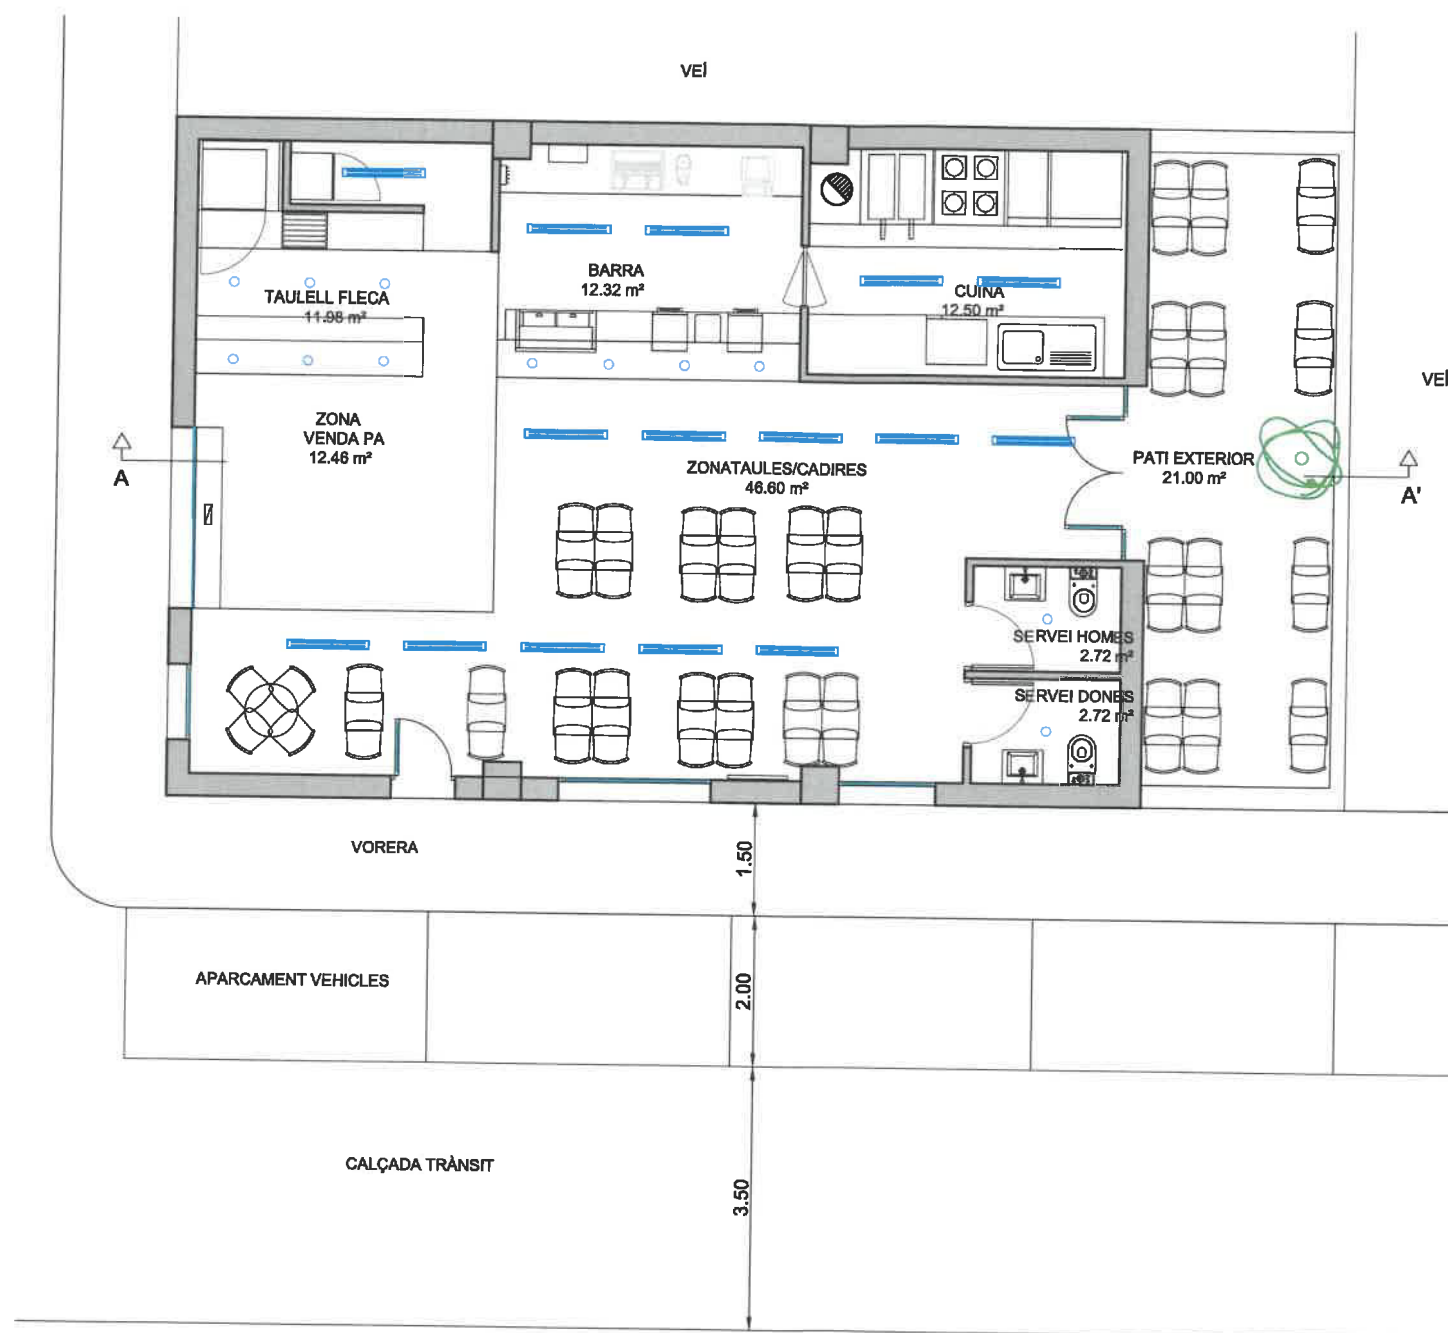 VEÍ
BARRA
12.32 m²
TAULELL FLECA
11.98 m²
CUINA
12.50 m²
VEÍ
ZONA
VENDA PA
12.46 m²
ZONATAULES/CADIRES
46.60 m²
PATI EXTERIOR
21.00 m²
A
A'
SERVEI HOMES
2.72 m²
SERVEI DONES
2.72 m²
VORERA
1.50
APARCAMENT VEHICLES
2.00
CALÇADA TRÀNSIT
3.50